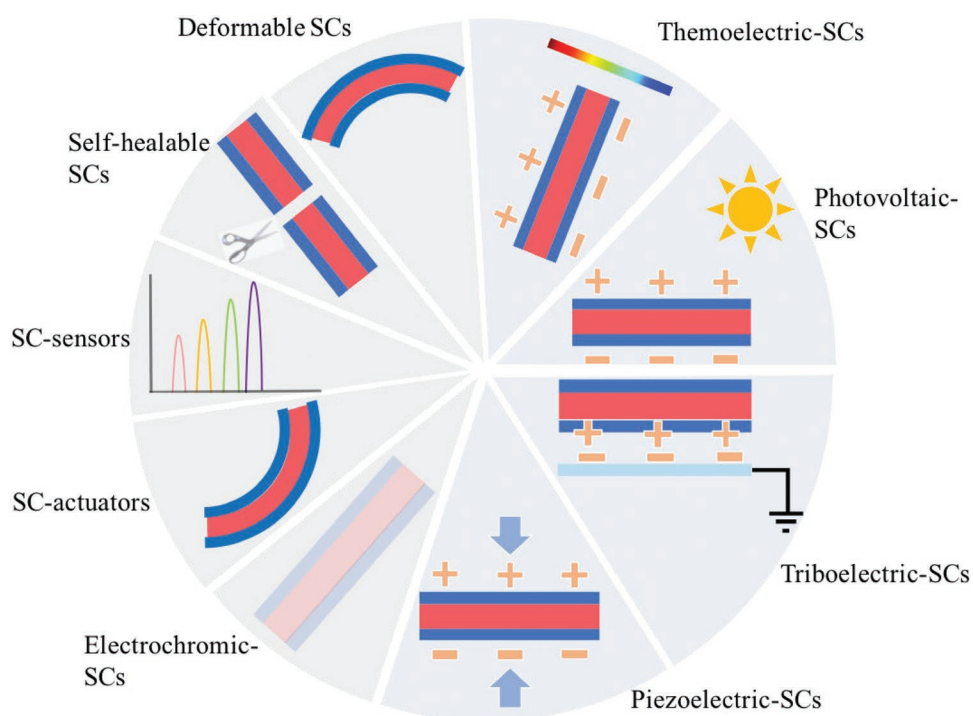 Deformable SCs
Themoelectric-SCs
Self-healable
SCs
Photovoltaic-
SCs
SC-sensors
SC-actuators
Triboelectric-SCs
Electrochromic-
SCs
Piezoelectric-SCs